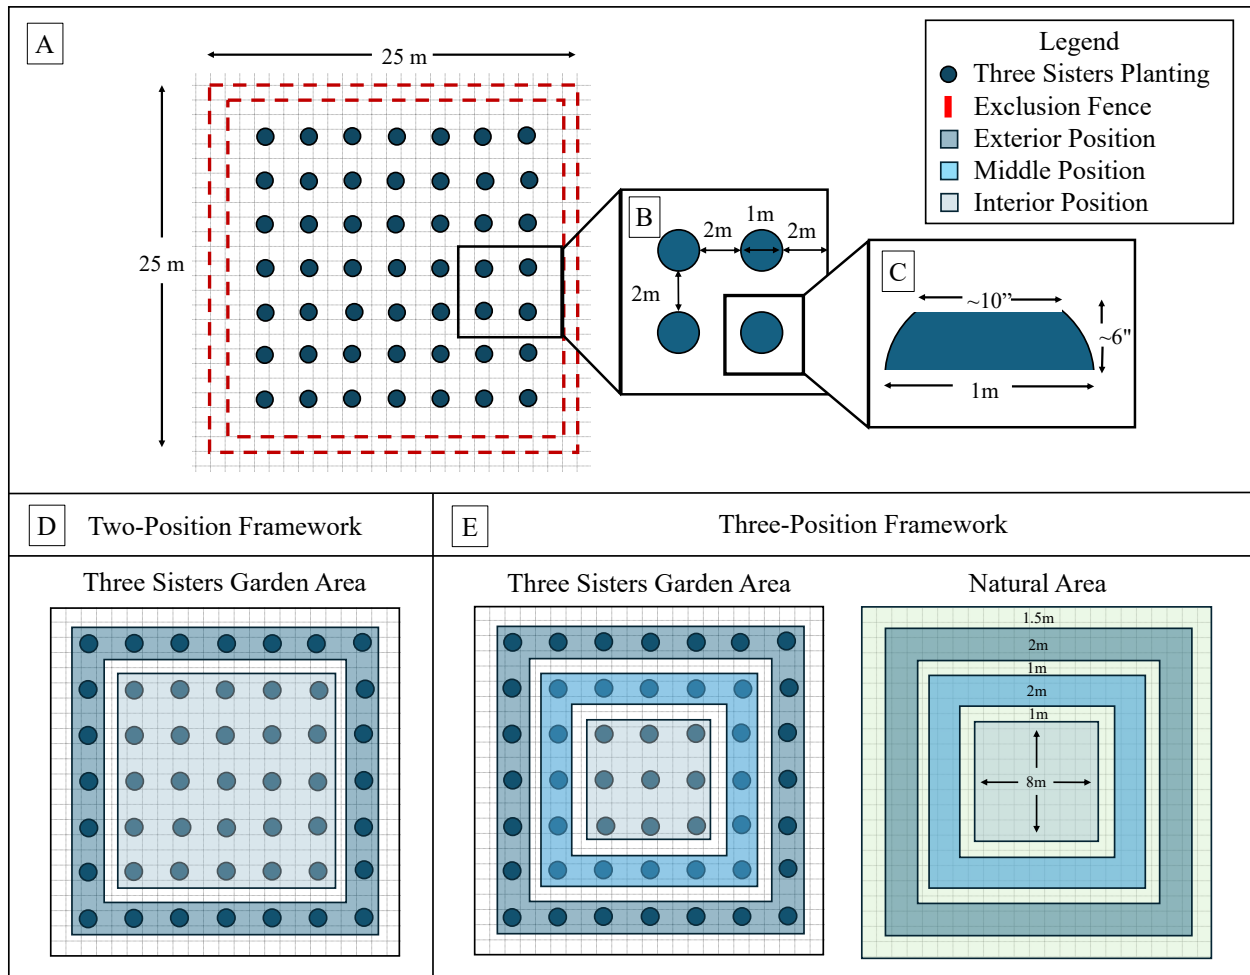 A
25 m
25 m
Legend
Three Sisters Planting
Exclusion Fence
Exterior Position
Middle Position
Interior Position
B
1m
2m
2m
2m
C
~10”
~6"
1m
D
Two-Position Framework
E
Three-Position Framework
Three Sisters Garden Area
Three Sisters Garden Area
Natural Area
1.5m
2m
1m
2m
1m
8m